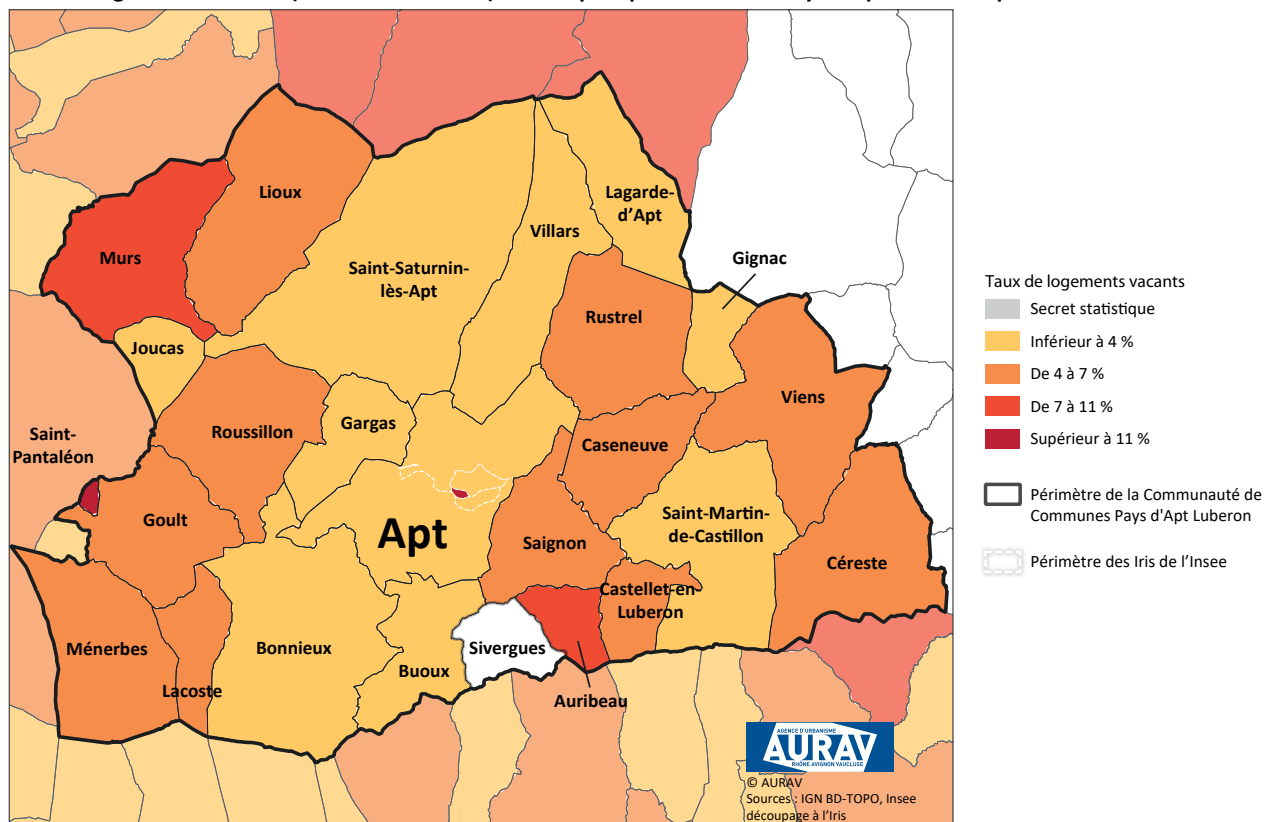 Lioux
Murs
Lagarde-
d'Apt
Villars
Gignac
Saint-Saturnin-
lès-Apt
Rustrel
Joucas
Viens
Gargas
Roussillon
Saint-
Pantaléon
Caseneuve
Goult
Apt
Saint-Martin-
de-Castillon
Saignon
Céreste
Castellet-en-
Luberon
Ménerbes
Bonnieux
Sivergues
Buoux
Lacoste
Auribeau
AGENCE D'URBANISME
AURAV
RHÔNE AVIGNON VAUCLUSE
© AURAV
Sources : IGN BD-TOPO, Insee
découpage à l'Iris
Taux de logements vacants
Secret statistique
Inférieur à 4 %
De 4 à 7 %
De 7 à 11 %
Supérieur à 11 %
Périmètre de la Communauté de
Communes Pays d'Apt Luberon
Périmètre des Iris de l’Insee